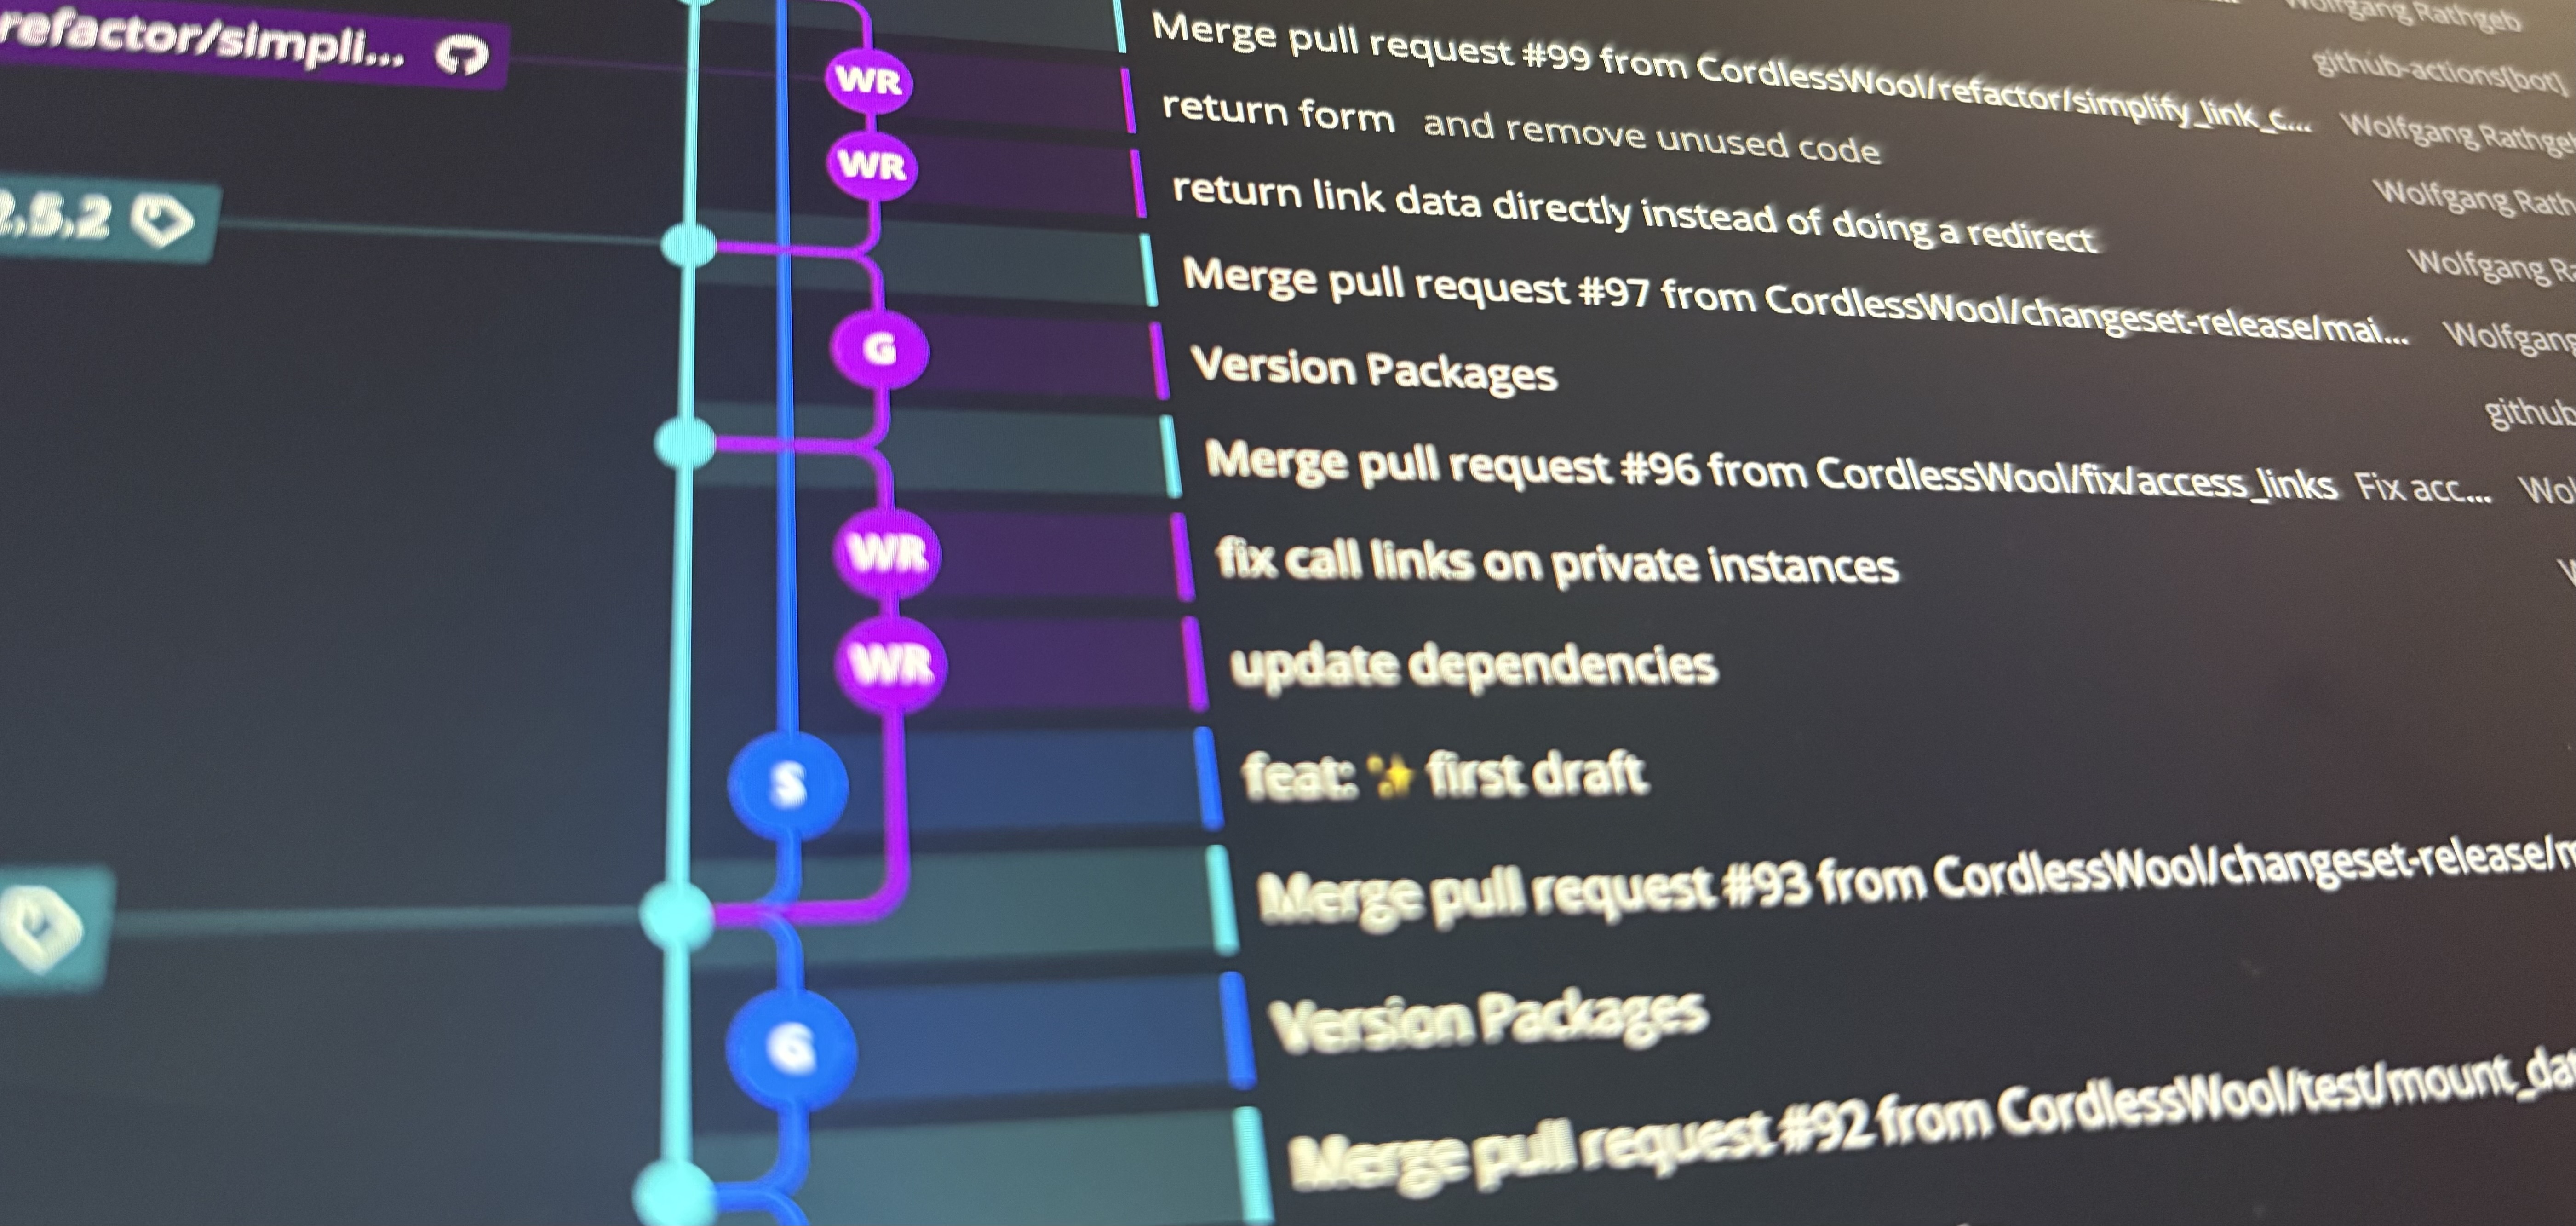 Wolfgang Rathgeb
refactor/simpli...
Merge pull request #99 from CordlessWool/refactor/simplify_link_c...
github-actions[bot]
WR
return form and remove unused code
Wolfgang Rathge
WR
return link data directly instead of doing a redirect
Wolfgang Rath
2.5.2
Merge pull request #97 from CordlessWool/changeset-release/mai...
Wolfgang Ra
G
Version Packages
Wolfgang
Merge pull request #96 from CordlessWool/fix/access_links Fix acc...
github
WR
fix call links on private instances
Wol
WR
update dependencies
S
feat: ✨ first draft
Merge pull request #93 from CordlessWool/changeset-release/m
G
Version Packages
Merge pull request #92 from CordlessWool/test/mount_da